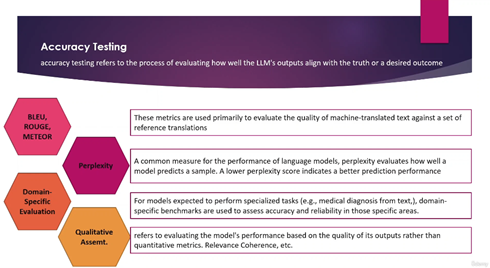 Accuracy Testing
accuracy testing refers to the process of evaluating how well the LLM's outputs align with the truth or a desired outcome
BLEU,
ROUGE,
METEOR
These metrics are used primarily to evaluate the quality of machine-translated text against a set of
reference translations
Perplexity
A common measure for the performance of language models, perplexity evaluates how well a
model predicts a sample. A lower perplexity score indicates a better prediction performance
Domain-
Specific
Evaluation
For models expected to perform specialized tasks (e.g., medical diagnosis from text,), domain-
specific benchmarks are used to assess accuracy and reliability in those specific areas.
Qualitative
Assemt.
refers to evaluating the model's performance based on the quality of its outputs rather than
quantitative metrics. Relevance Coherence, etc.